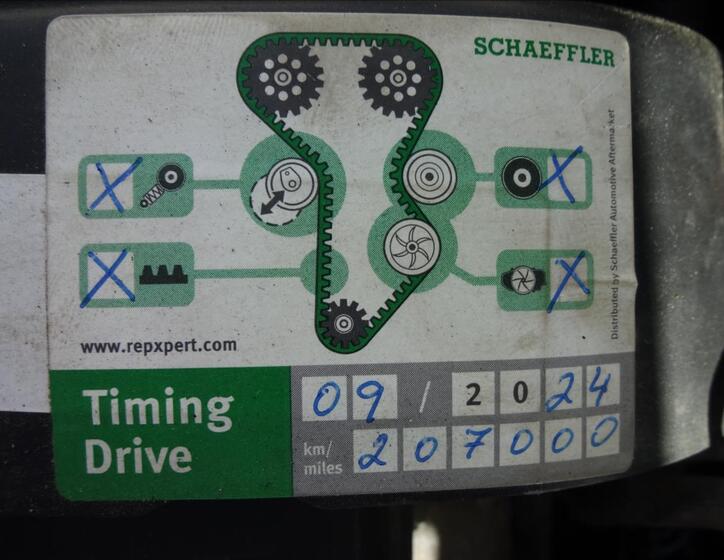 SCHAEFFLER
X
X
X
X
Distributed by Schaeffler Automotive Aftermarket
www.repxpert.com
Timing
Drive
09 / 2024
km/
miles
207000